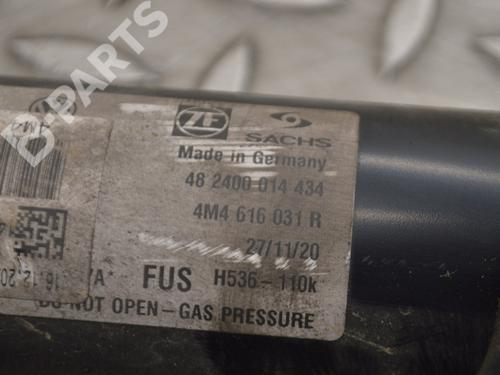 B-PARTS
ZF
SACHS
Made in Germany
48 2400 014 434
4M4 616 031 R
27/11/20
FUS H536-110k
DO NOT OPEN - GAS PRESSURE